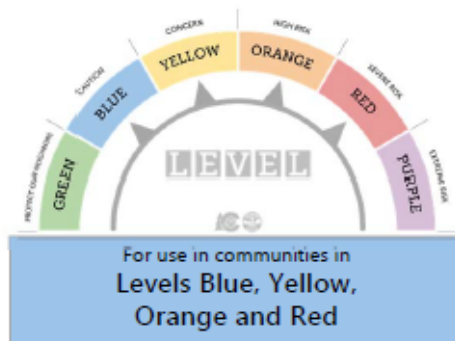 PROTECT OUR NEIGHBORS
GREEN
CAUTION
BLUE
CONCERN
YELLOW
HIGH RISK
ORANGE
SEVERE RISK
RED
EXTREME RISK
PURPLE
LEVEL
For use in communities in
Levels Blue, Yellow,
Orange and Red